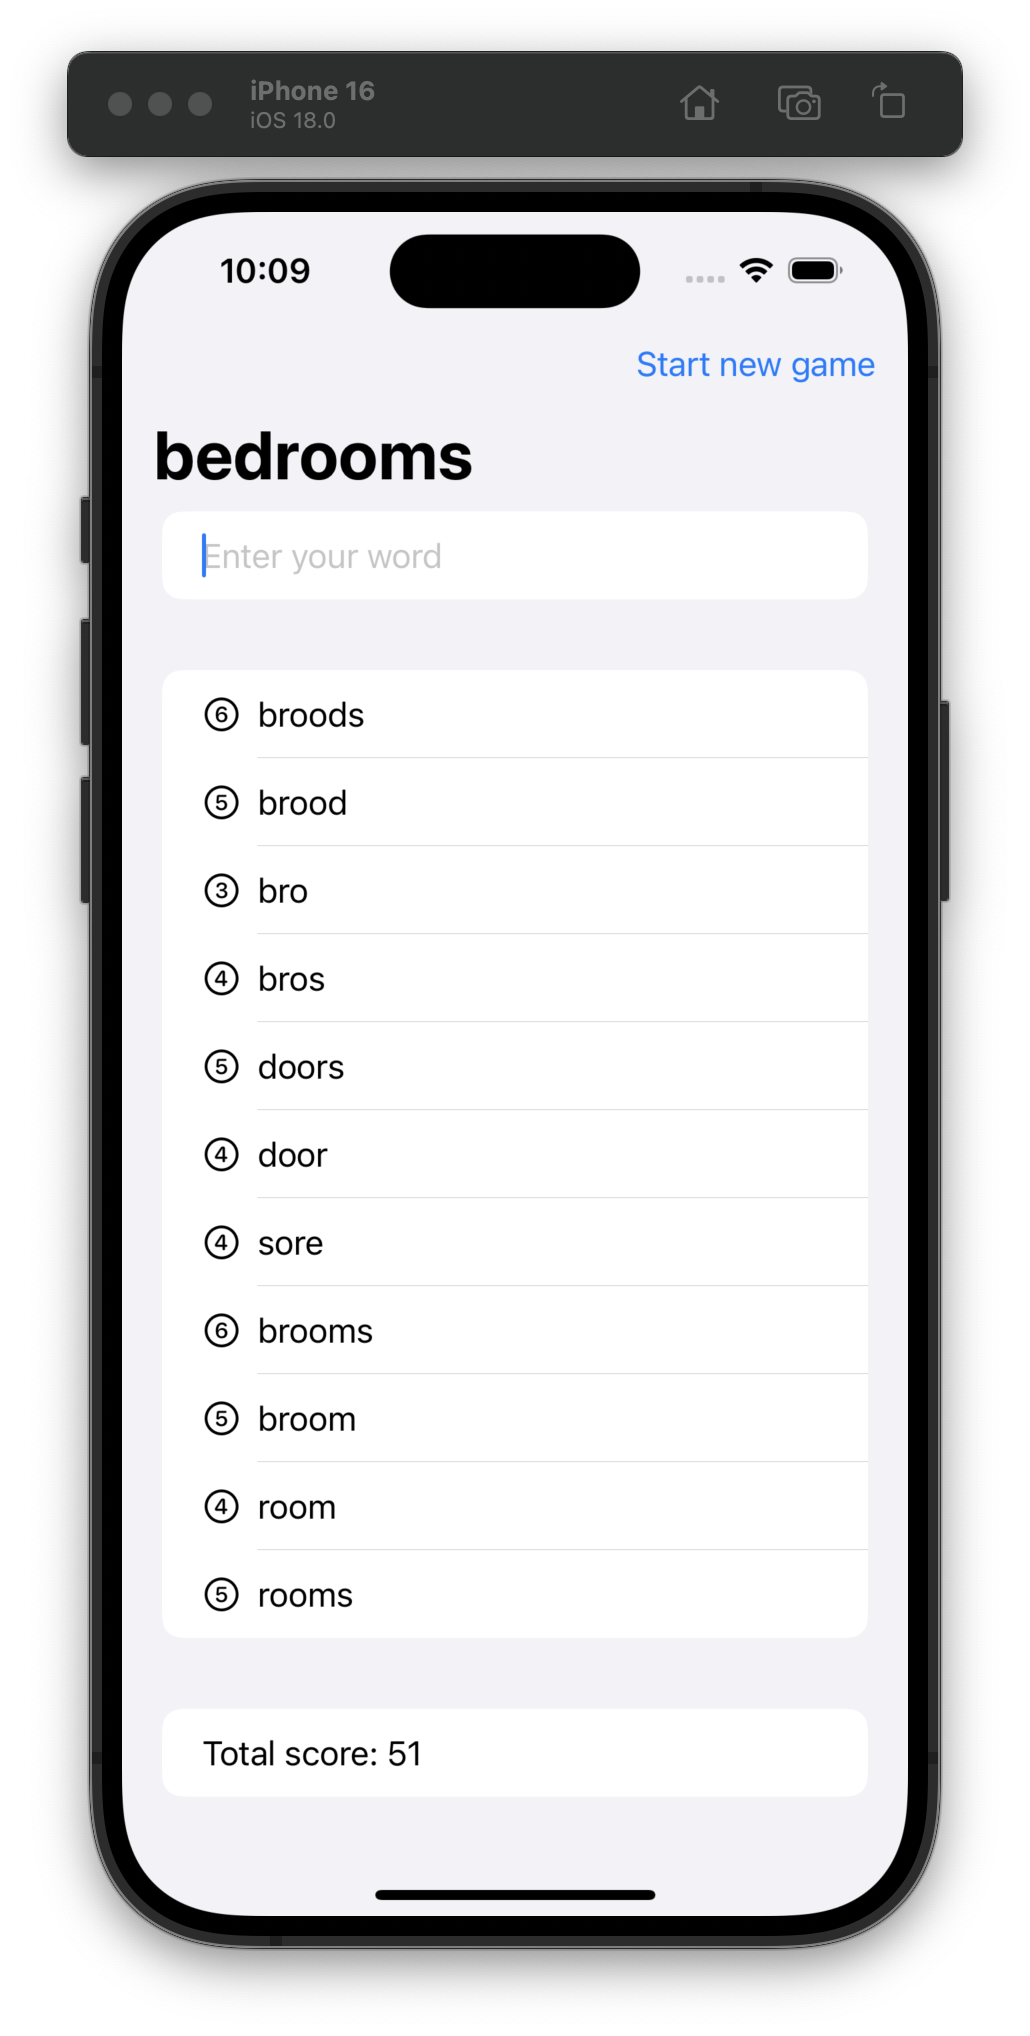 iPhone 16
iOS 18.0
10:09
Start new game
bedrooms
Enter your word
6 broods
5 brood
3 bro
4 bros
5 doors
4 door
4 sore
6 brooms
5 broom
4 room
5 rooms
Total score: 51